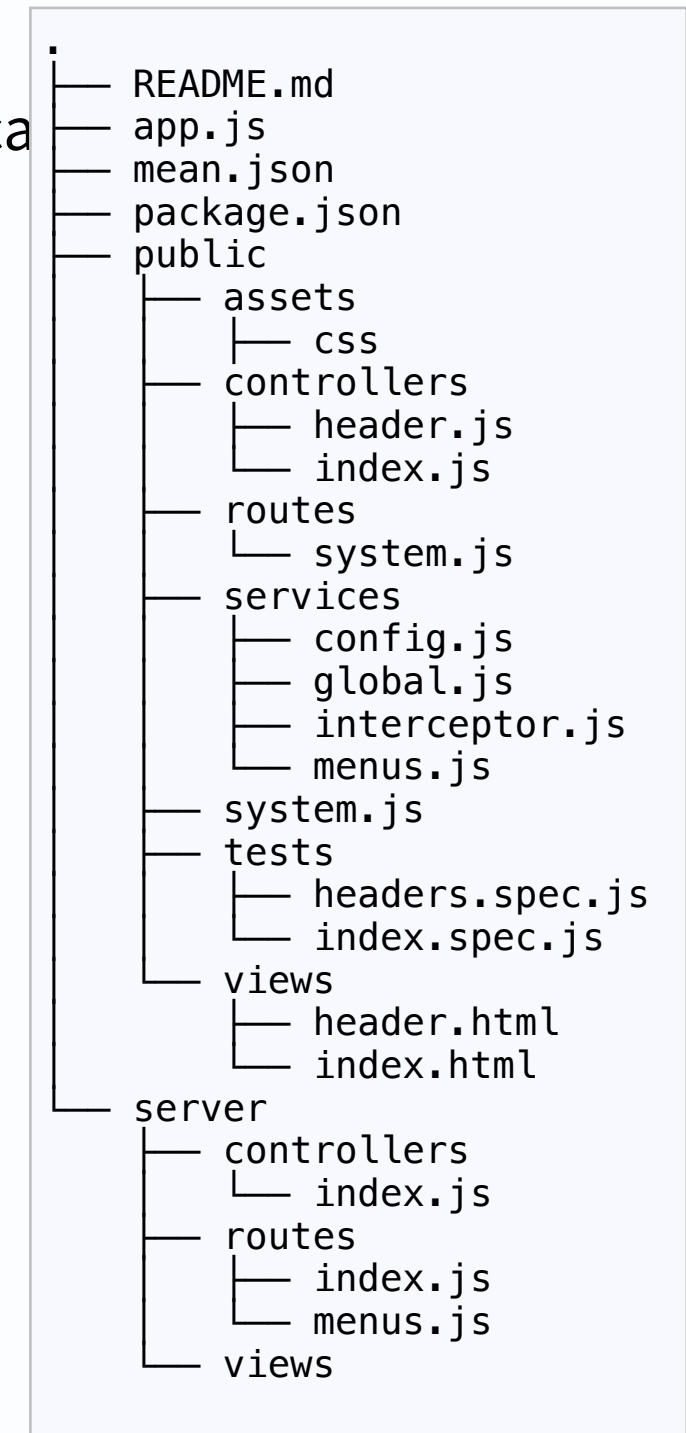 .
├── README.md
ca
├── app.js
├── mean.json
├── package.json
├── public
│   ├── assets
│   │   ├── css
│   ├── controllers
│   │   ├── header.js
│   │   └── index.js
│   ├── routes
│   │   └── system.js
│   ├── services
│   │   ├── config.js
│   │   ├── global.js
│   │   ├── interceptor.js
│   │   └── menus.js
│   ├── system.js
│   ├── tests
│   │   ├── headers.spec.js
│   │   └── index.spec.js
│   └── views
│       ├── header.html
│       └── index.html
└── server
    ├── controllers
    │   └── index.js
    ├── routes
    │   ├── index.js
    │   └── menus.js
    └── views